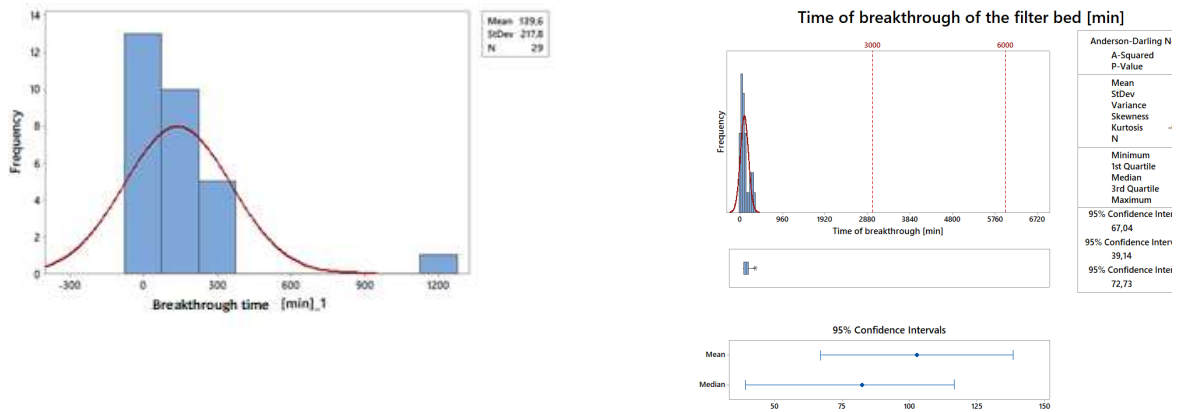 14
12
10
8
6
4
2
0
Frequency
-300 0 300 600 900 1200
Breakthrough time [min]_1
Mean 139,6
StDev 217,8
N 29
Time of breakthrough of the filter bed [min]
3000 6000
Frequency
0 960 1920 2880 3840 4800 5760 6720
Time of breakthrough [min]
Anderson-Darling N
A-Squared
P-Value
Mean
StDev
Variance
Skewness
Kurtosis -
N
Minimum
1st Quartile
Median
3rd Quartile
Maximum
95% Confidence Inter
67,04
95% Confidence Interv
39,14
95% Confidence Inter
72,73
95% Confidence Intervals
Mean
Median
50 75 100 125 150